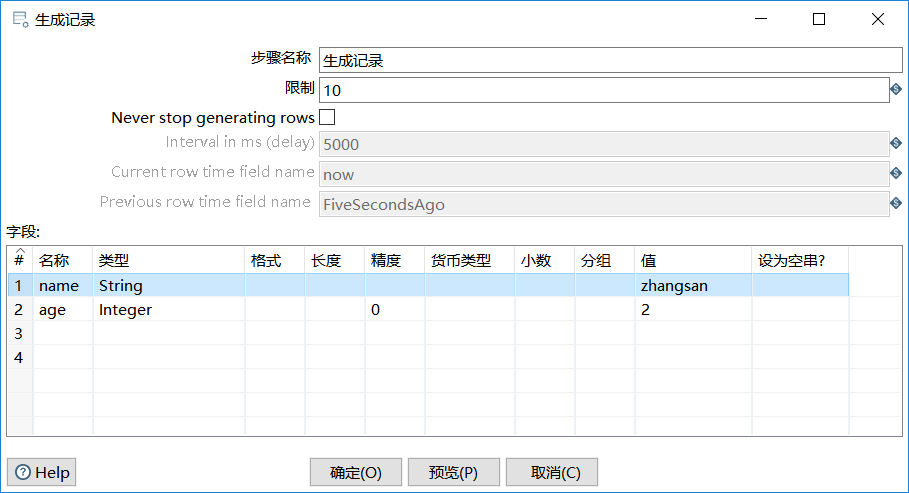 生成记录
步骤名称 生成记录
限制 10
Never stop generating rows
Interval in ms (delay) 5000
Current row time field name now
Previous row time field name FiveSecondsAgo
字段:
# 名称 类型 格式 长度 精度 货币类型 小数 分组 值 设为空串?
1 name String zhangsan
2 age Integer 0 2
3
4
Help 确定(O) 预览(P) 取消(C)